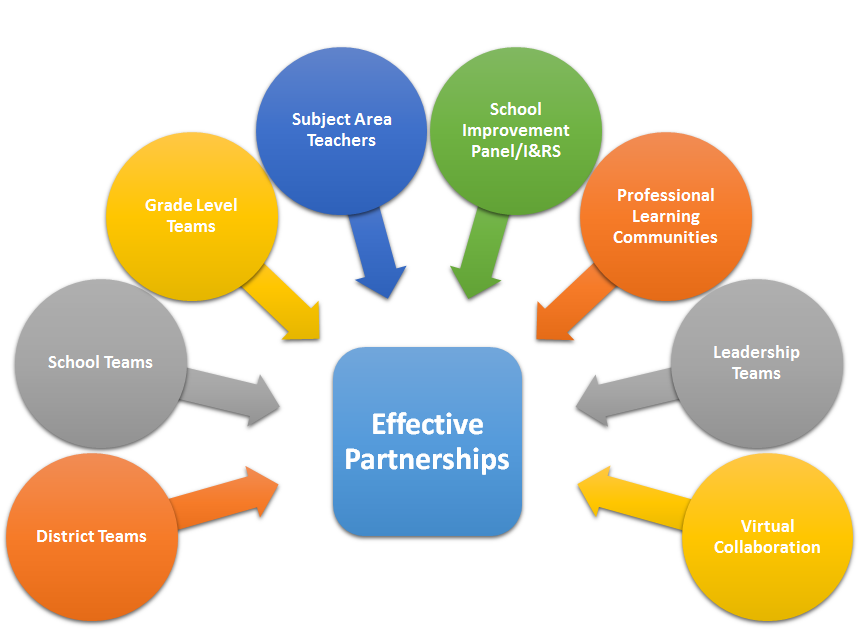 Subject Area
Teachers
School
Improvement
Panel/I&RS
Grade Level
Teams
Professional
Learning
Communities
School Teams
Leadership
Teams
Effective
Partnerships
District Teams
Virtual
Collaboration